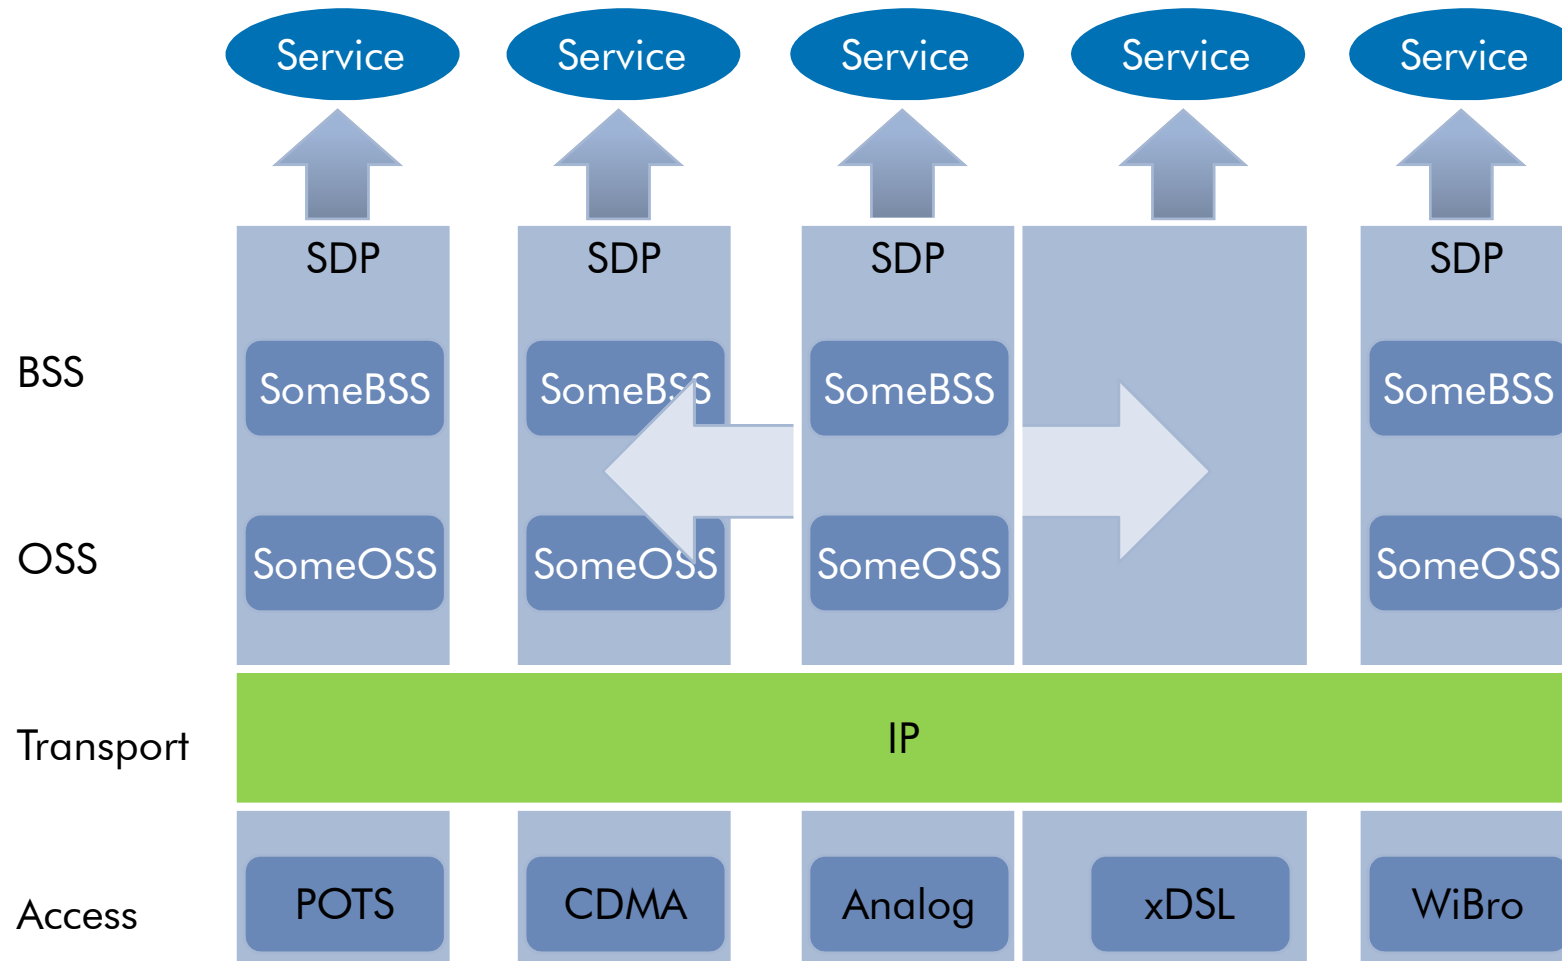 Service Service Service Service Service
SDP SDP SDP SDP
BSS SomeBSS SomeBSS SomeBSS SomeBSS
OSS SomeOSS SomeOSS SomeOSS SomeOSS
Transport IP
Access POTS CDMA Analog xDSL WiBro